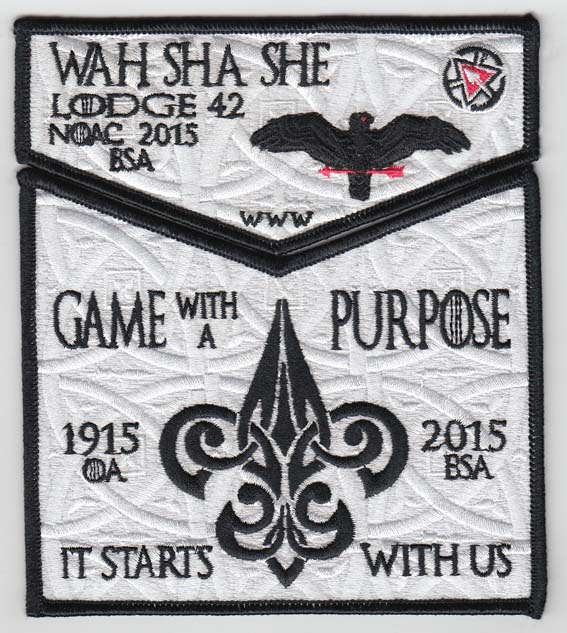 WAH SHA SHE
LODGE 42
NOAC 2015
BSA
WWW
GAME WITH A PURPOSE
1915 OA
2015 BSA
IT STARTS WITH US